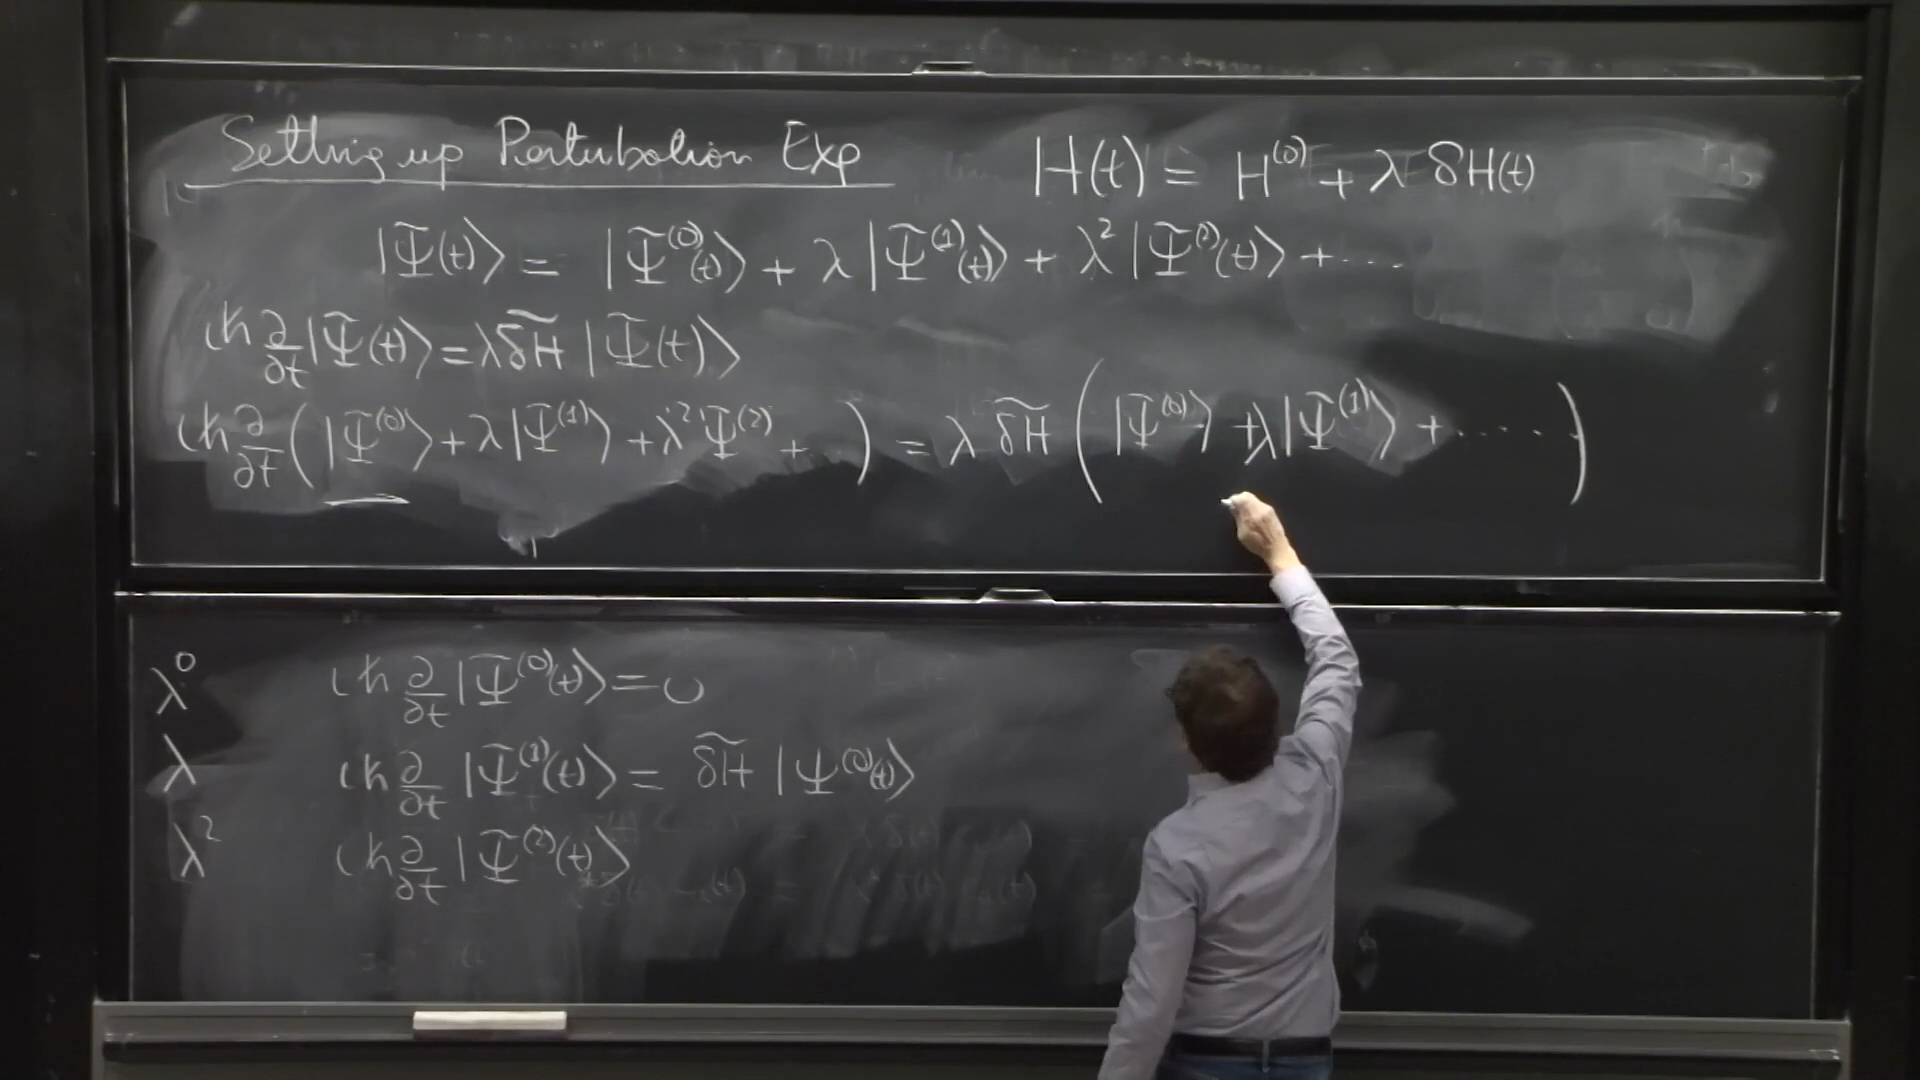 Setting up Perturbation Exp
H(t) = H⁽⁰⁾ + λ δH(t)
|Ψ̃(t)⟩ = |Ψ̃⁽⁰⁾(t)⟩ + λ |Ψ̃⁽¹⁾(t)⟩ + λ² |Ψ̃⁽²⁾(t)⟩ + ....
iħ ∂/∂t |Ψ̃(t)⟩ = λ δH̃ |Ψ̃(t)⟩
iħ ∂/∂t ( |Ψ̃⁽⁰⁾⟩ + λ |Ψ̃⁽¹⁾⟩ + λ² Ψ̃⁽²⁾ + .. ) = λ δH̃ ( |Ψ̃⁽⁰⁾⟩ + λ |Ψ̃⁽¹⁾⟩ + ..... )
λ⁰ iħ ∂/∂t |Ψ̃⁽⁰⁾(t)⟩ = 0
λ iħ ∂/∂t |Ψ̃⁽¹⁾(t)⟩ = δH̃ |Ψ⁽⁰⁾(t)⟩
λ² iħ ∂/∂t |Ψ̃⁽²⁾(t)⟩